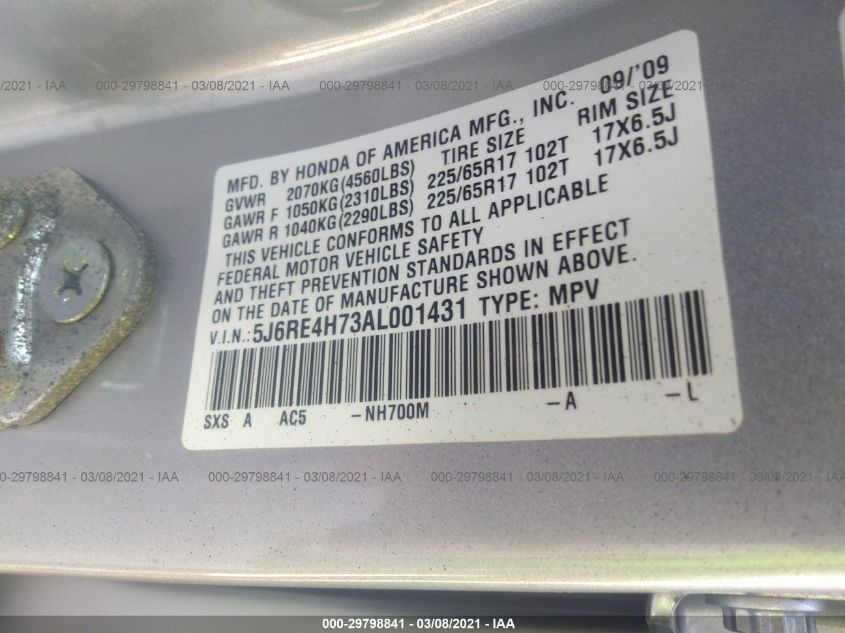 /08/2021 - IAA 000-29798841 - 03/08/2021 - IAA 000-29798841 - 03/08/2021 - IAA 000-29798841 - 03/08/2021 - IAA
MFD. BY HONDA OF AMERICA MFG., INC. 09/'09
GVWR 2070KG(4560LBS) TIRE SIZE RIM SIZE
GAWR F 1050KG(2310LBS) 225/65R17 102T 17X6.5J
GAWR R 1040KG(2290LBS) 225/65R17 102T 17X6.5J
THIS VEHICLE CONFORMS TO ALL APPLICABLE
FEDERAL MOTOR VEHICLE SAFETY
AND THEFT PREVENTION STANDARDS IN EFFECT
ON THE DATE OF MANUFACTURE SHOWN ABOVE.
V.I.N.: 5J6RE4H73AL001431 TYPE: MPV
SXS A AC5 -NH700M -A -L
000-29798841 - 03/08/2021 - IAA 000-29798841 - 03/08/2021 - IAA 000-29798841 - 03/08/2021 - IAA
000-29798841 - 03/08/2021 - IAA